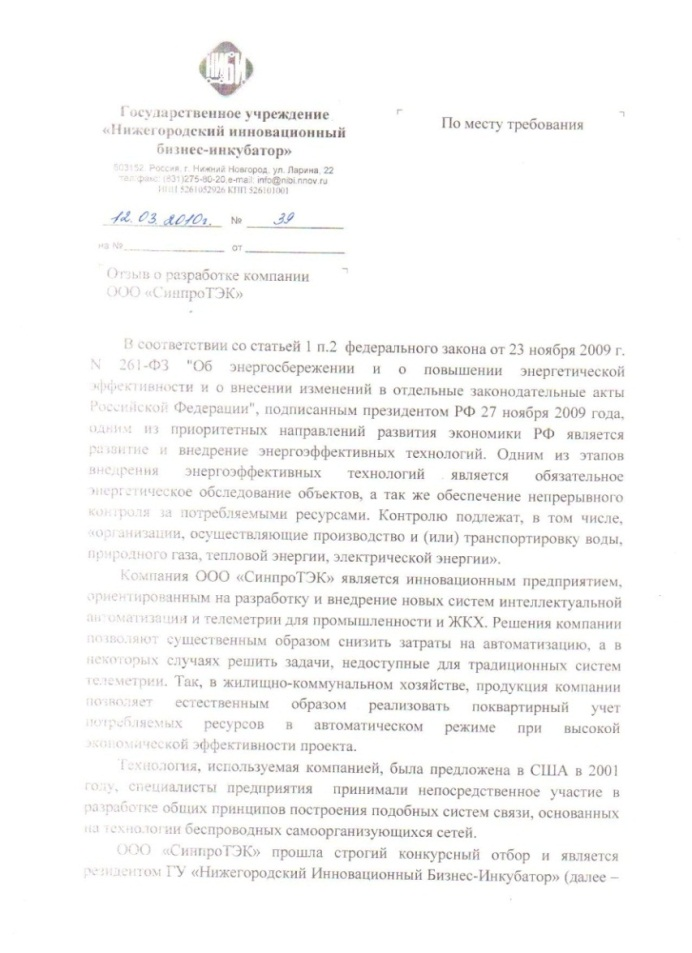 НИБИ
Государственное учреждение
«Нижегородский инновационный
бизнес-инкубатор»
603152, Россия, г. Нижний Новгород, ул. Ларина, 22
тел/факс: (831)275-80-20,e-mail: info@nibi.nnov.ru
ИНН 5261052926 КПП 526101001
По месту требования
12.03.2010г. № 39
на № от
Отзыв о разработке компании
ООО «СинпроТЭК»
В соответствии со статьей 1 п.2 федерального закона от 23 ноября 2009 г.
N 261-ФЗ "Об энергосбережении и о повышении энергетической
эффективности и о внесении изменений в отдельные законодательные акты
Российской Федерации", подписанным президентом РФ 27 ноября 2009 года,
одним из приоритетных направлений развития экономики РФ является
развитие и внедрение энергоэффективных технологий. Одним из этапов
внедрения энергоэффективных технологий является обязательное
энергетическое обследование объектов, а так же обеспечение непрерывного
контроля за потребляемыми ресурсами. Контролю подлежат, в том числе,
«организации, осуществляющие производство и (или) транспортировку воды,
природного газа, тепловой энергии, электрической энергии».
Компания ООО «СинпроТЭК» является инновационным предприятием,
ориентированным на разработку и внедрение новых систем интеллектуальной
автоматизации и телеметрии для промышленности и ЖКХ. Решения компании
позволяют существенным образом снизить затраты на автоматизацию, а в
некоторых случаях решить задачи, недоступные для традиционных систем
телеметрии. Так, в жилищно-коммунальном хозяйстве, продукция компании
позволяет естественным образом реализовать поквартирный учет
потребляемых ресурсов в автоматическом режиме при высокой
экономической эффективности проекта.
Технология, используемая компанией, была предложена в США в 2001
году, специалисты предприятия принимали непосредственное участие в
разработке общих принципов построения подобных систем связи, основанных
на технологии беспроводных самоорганизующихся сетей.
ООО «СинпроТЭК» прошла строгий конкурсный отбор и является
резидентом ГУ «Нижегородский Инновационный Бизнес-Инкубатор» (далее –